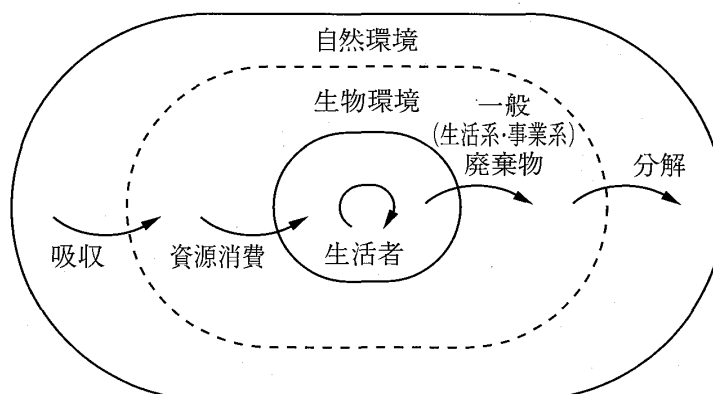 自然環境
生物環境
一般
(生活系・事業系)
廃棄物
分解
吸収
資源消費
生活者